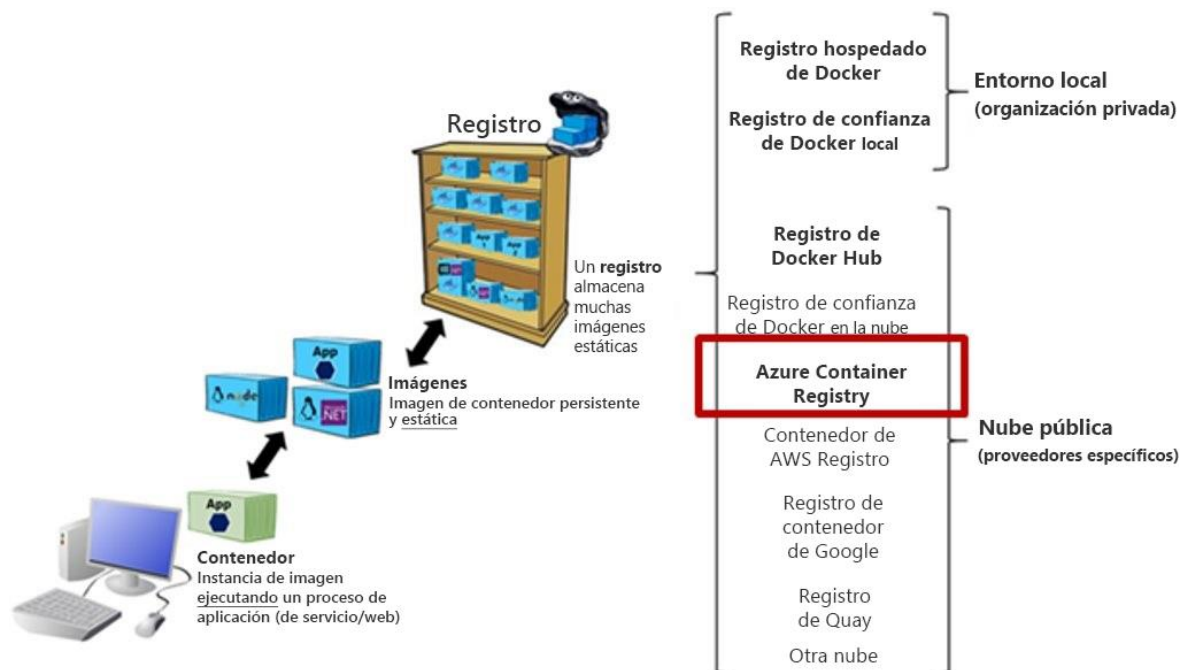 Registro
Un registro
almacena
muchas
imágenes
estáticas
App
1
App
2
App
node
.NET
Imágenes
Imagen de contenedor persistente
y estática
App
Contenedor
Instancia de imagen
ejecutando un proceso de
aplicación (de servicio/web)
Registro hospedado
de Docker
Registro de confianza
de Docker local
Entorno local
(organización privada)
Registro de
Docker Hub
Registro de confianza
de Docker en la nube
Azure Container
Registry
Contenedor de
AWS Registro
Registro de
contenedor
de Google
Registro
de Quay
Otra nube
Nube pública
(proveedores específicos)